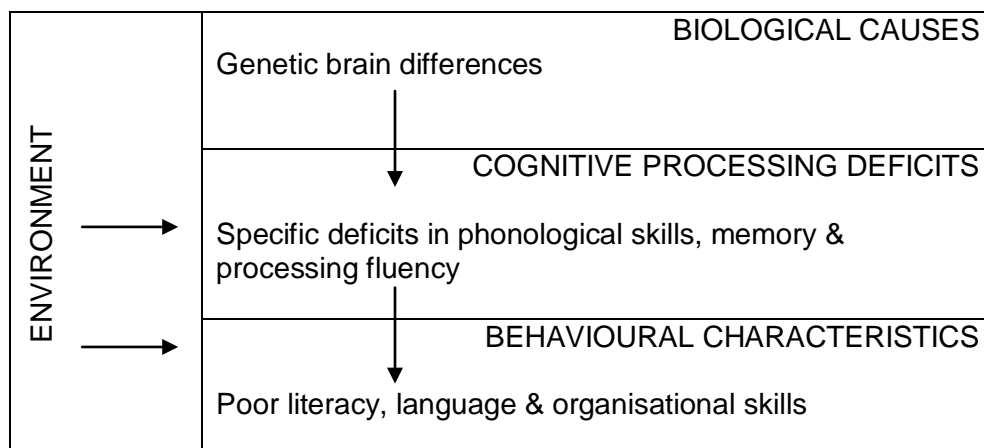 ENVIRONMENT
BIOLOGICAL CAUSES
Genetic brain differences
COGNITIVE PROCESSING DEFICITS
Specific deficits in phonological skills, memory &
processing fluency
BEHAVIOURAL CHARACTERISTICS
Poor literacy, language & organisational skills